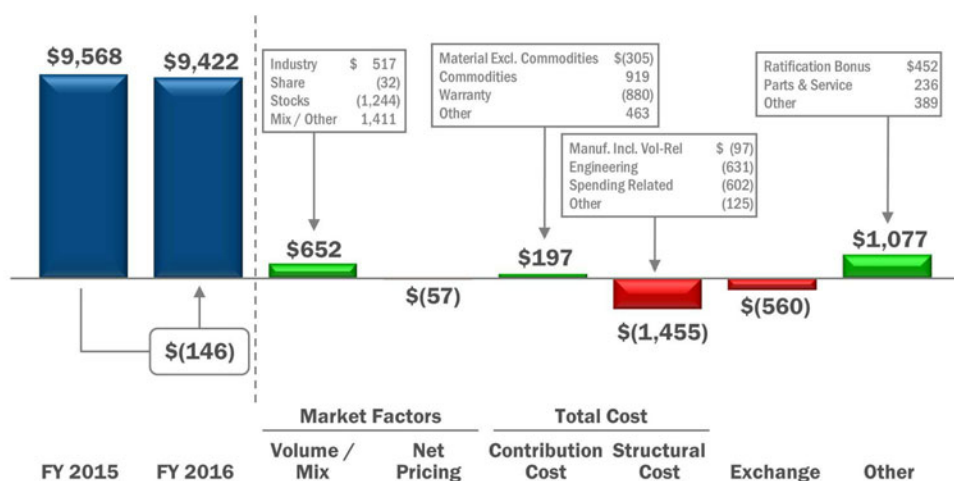 $9,568
$9,422
Industry $ 517
Share (32)
Stocks (1,244)
Mix / Other 1,411
Material Excl. Commodities $(305)
Commodities 919
Warranty (880)
Other 463
Ratification Bonus $452
Parts & Service 236
Other 389
Manuf. Incl. Vol-Rel $ (97)
Engineering (631)
Spending Related (602)
Other (125)
$652
$(57)
$197
$(1,455)
$(560)
$1,077
$(146)
Market Factors
Total Cost
FY 2015
FY 2016
Volume /
Mix
Net
Pricing
Contribution
Cost
Structural
Cost
Exchange
Other